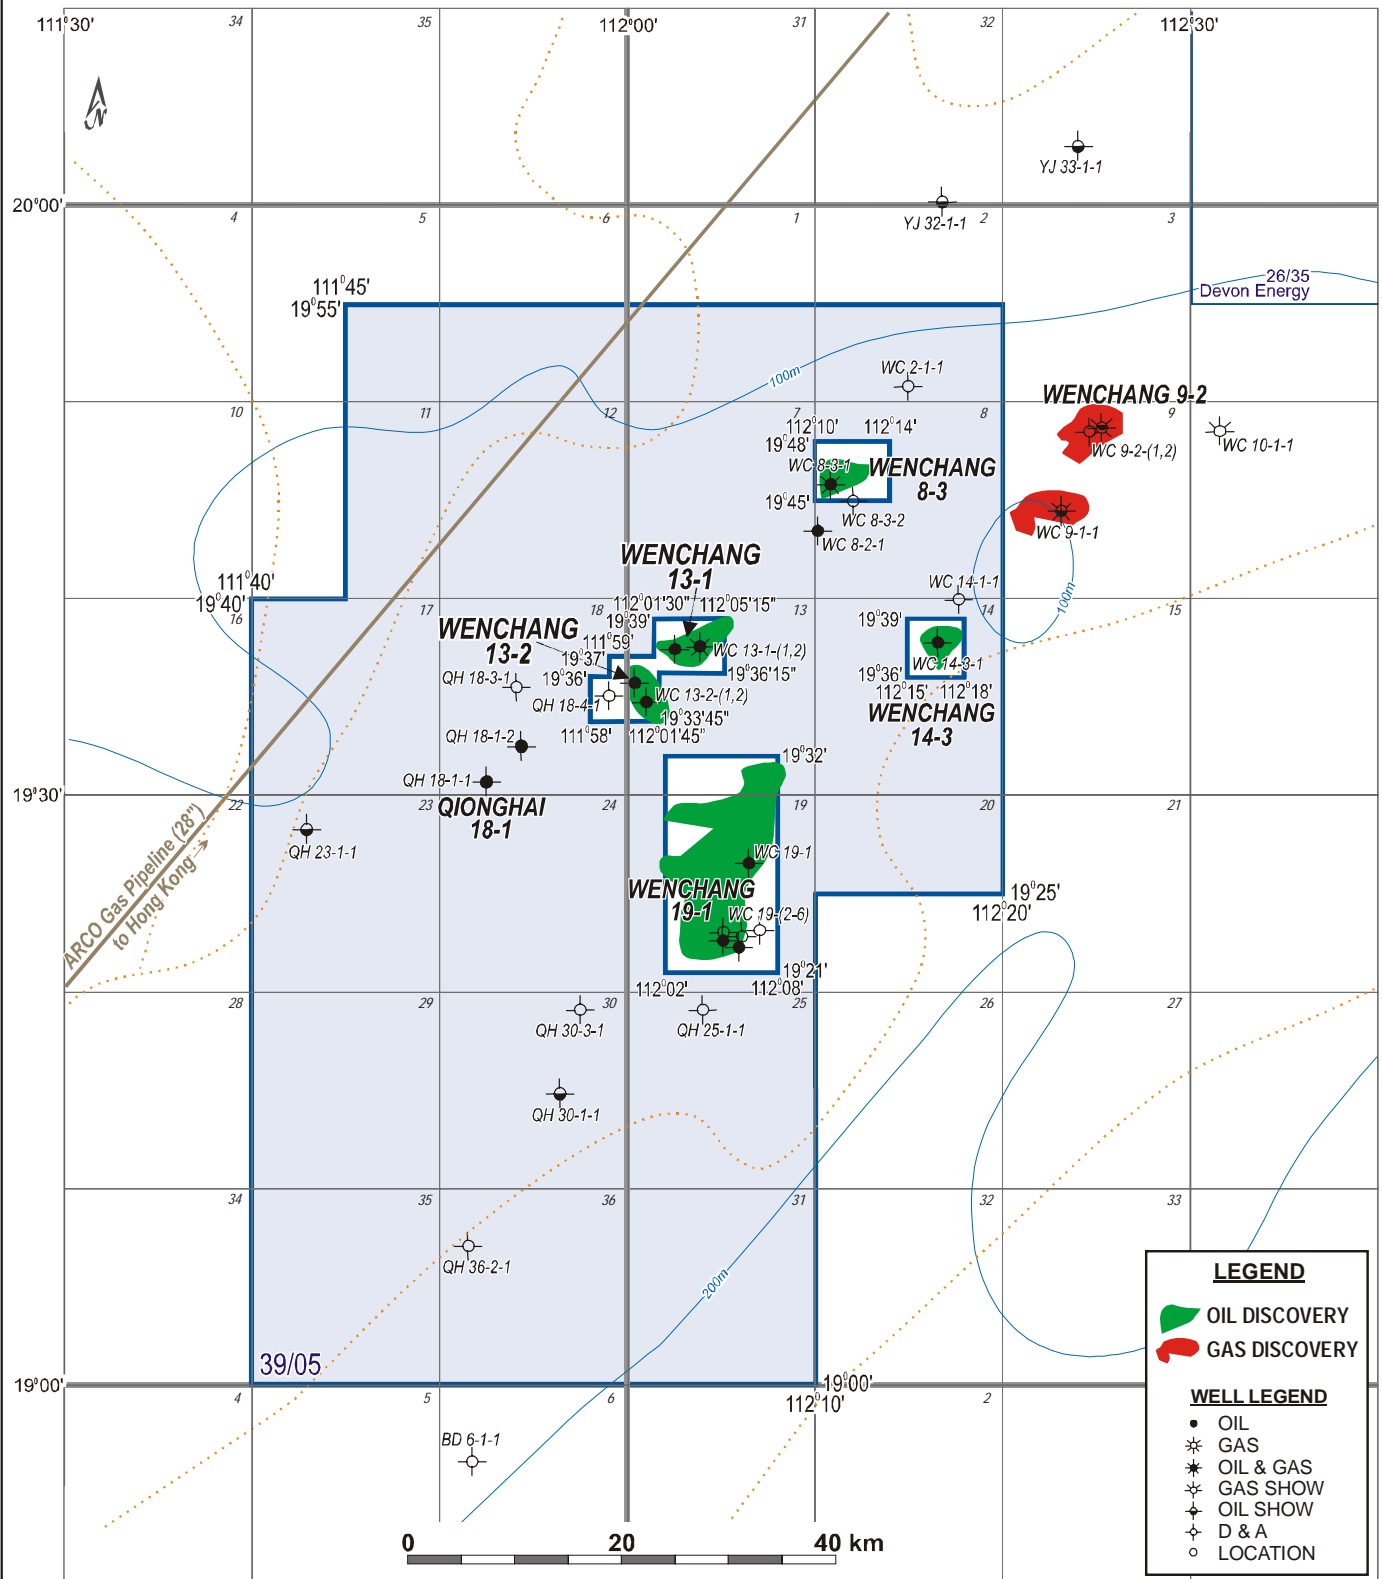 111°30'
34
35
112°00'
31
32
112°30'
N
YJ 33-1-1
20°00'
4
5
6
1
YJ 32-1-1
2
3
111°45'
19°55'
26/35
Devon Energy
100m
WC 2-1-1
10
11
12
7
8
WENCHANG 9-2
9
112°10'
112°14'
19°48'
WC 9-2-(1,2)
WC 10-1-1
WC 8-3-1
WENCHANG
8-3
19°45'
WC 8-3-2
WC 8-2-1
WC 9-1-1
WENCHANG
13-1
111°40'
19°40'
WC 14-1-1
100m
16
17
18
13
14
15
112°01'30"
112°05'15"
19°39'
19°39'
WENCHANG
13-2
111°59'
19°37'
WC 13-1-(1,2)
19°36'
19°36'15"
WC 14-3-1
19°36'
QH 18-3-1
QH 18-4-1
WC 13-2-(1,2)
112°15'
112°18'
19°33'45"
111°58'
112°01'45"
WENCHANG
14-3
QH 18-1-2
19°32'
QH 18-1-1
19°30'
22
23
24
19
20
21
QIONGHAI
18-1
ARCO Gas Pipeline (28")
to Hong Kong
QH 23-1-1
WC 19-1
WENCHANG
19-1
WC 19-(2-6)
19°25'
112°20'
19°21'
112°02'
112°08'
28
29
30
25
26
27
QH 30-3-1
QH 25-1-1
QH 30-1-1
34
35
36
31
32
33
QH 36-2-1
200m
39/05
19°00'
19°00'
112°10'
4
5
6
2
BD 6-1-1
0
20
40 km
LEGEND
OIL DISCOVERY
GAS DISCOVERY
WELL LEGEND
OIL
GAS
OIL & GAS
GAS SHOW
OIL SHOW
D & A
LOCATION